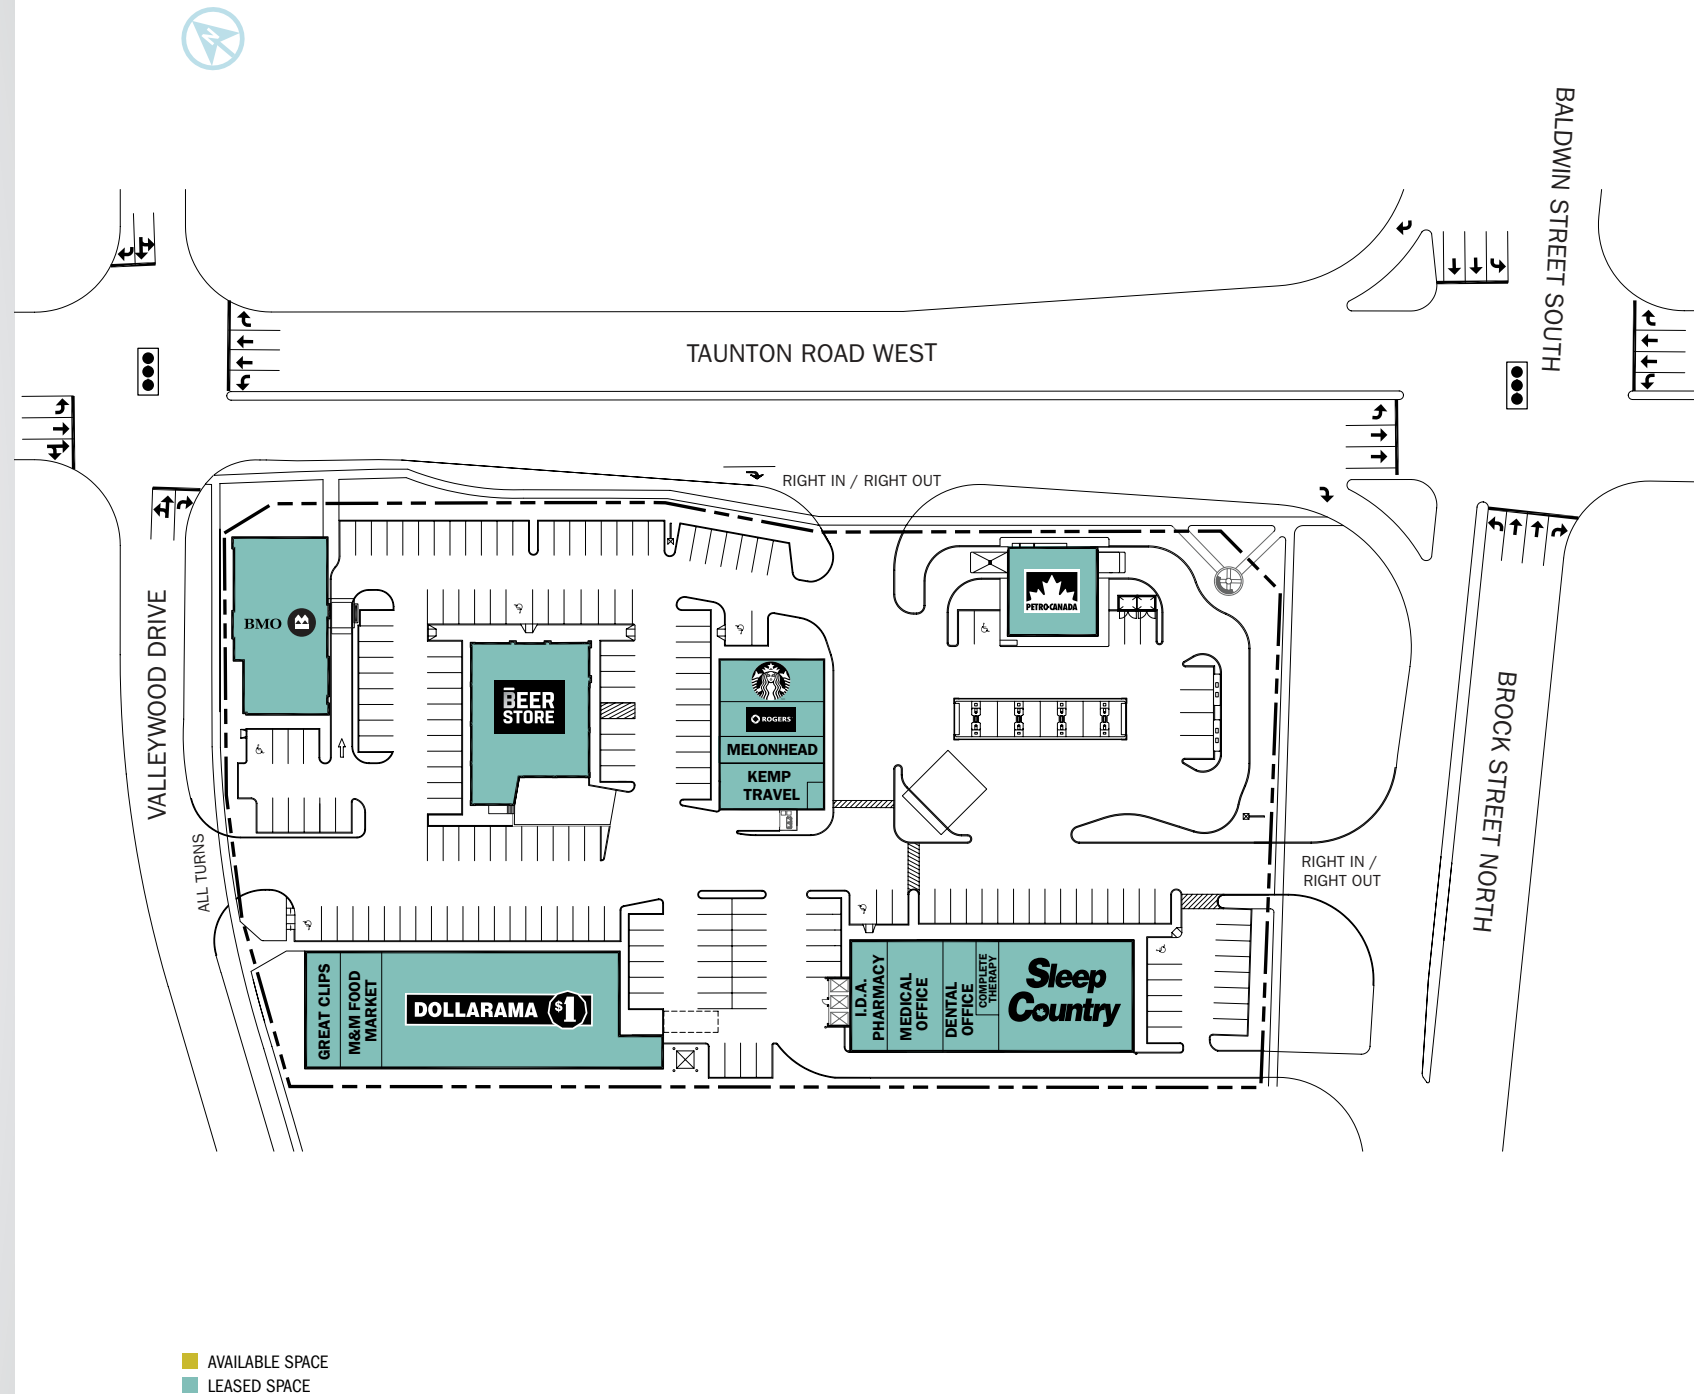 N
BALDWIN STREET SOUTH
TAUNTON ROAD WEST
RIGHT IN / RIGHT OUT
VALLEYWOOD DRIVE
BMO
BEER
STORE
PETRO-CANADA
ROGERS
MELONHEAD
KEMP
TRAVEL
BROCK STREET NORTH
ALL TURNS
RIGHT IN /
RIGHT OUT
GREAT CLIPS
M&M FOOD
MARKET
DOLLARAMA $1
I.D.A.
PHARMACY
MEDICAL
OFFICE
DENTAL
OFFICE
COMPLETE
THERAPY
Sleep
Country
AVAILABLE SPACE
LEASED SPACE